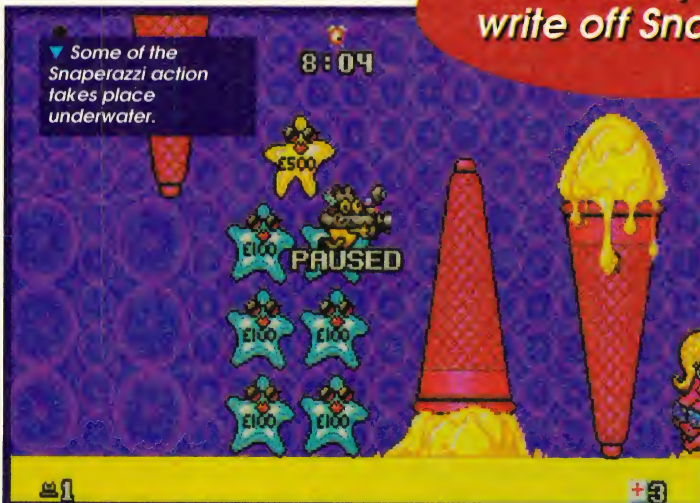 write off Sna
▼ Some of the
Snaperazzi action
takes place
underwater.
8:04
£500
£100
PAUSED
£100 £100
£100 £100
1
3